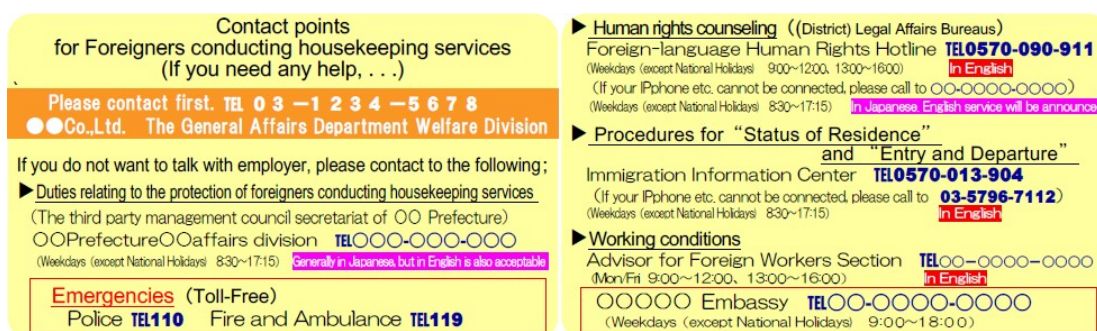 Contact points
for Foreigners conducting housekeeping services
(If you need any help, . . .)
Please contact first. TEL 03－1234－5678
●●Co.,Ltd. The General Affairs Department Welfare Division
If you do not want to talk with employer, please contact to the following;
▶Duties relating to the protection of foreigners conducting housekeeping services
(The third party management council secretariat of ○○ Prefecture)
○○Prefecture○○affairs division TEL○○○-○○○-○○○
(Weekdays (except National Holidays) 8:30～17:15) Generally in Japanese, but in English is also acceptable
Emergencies (Toll-Free)
Police TEL110 Fire and Ambulance TEL119
▶ Human rights counseling ((District) Legal Affairs Bureaus)
Foreign-language Human Rights Hotline TEL0570-090-911
(Weekdays (except National Holidays) 9:00～12:00、13:00～16:00) In English
(If your IPphone etc. cannot be connected, please call to ○○-○○○○-○○○○)
(Weekdays (except National Holidays) 8:30～17:15) In Japanese. English service will be announce
▶ Procedures for “Status of Residence”
and “Entry and Departure”
Immigration Information Center TEL0570-013-904
(If your IPphone etc. cannot be connected, please call to 03-5796-7112)
(Weekdays (except National Holidays) 8:30～17:15) In English
▶Working conditions
Advisor for Foreign Workers Section TEL○○－○○○○－○○○○
(Mon/Fri 9:00～12:00、13:00～16:00) In English
○○○○○ Embassy TEL○○-○○○○-○○○○
(Weekdays (except National Holidays) 9:00～18:00)